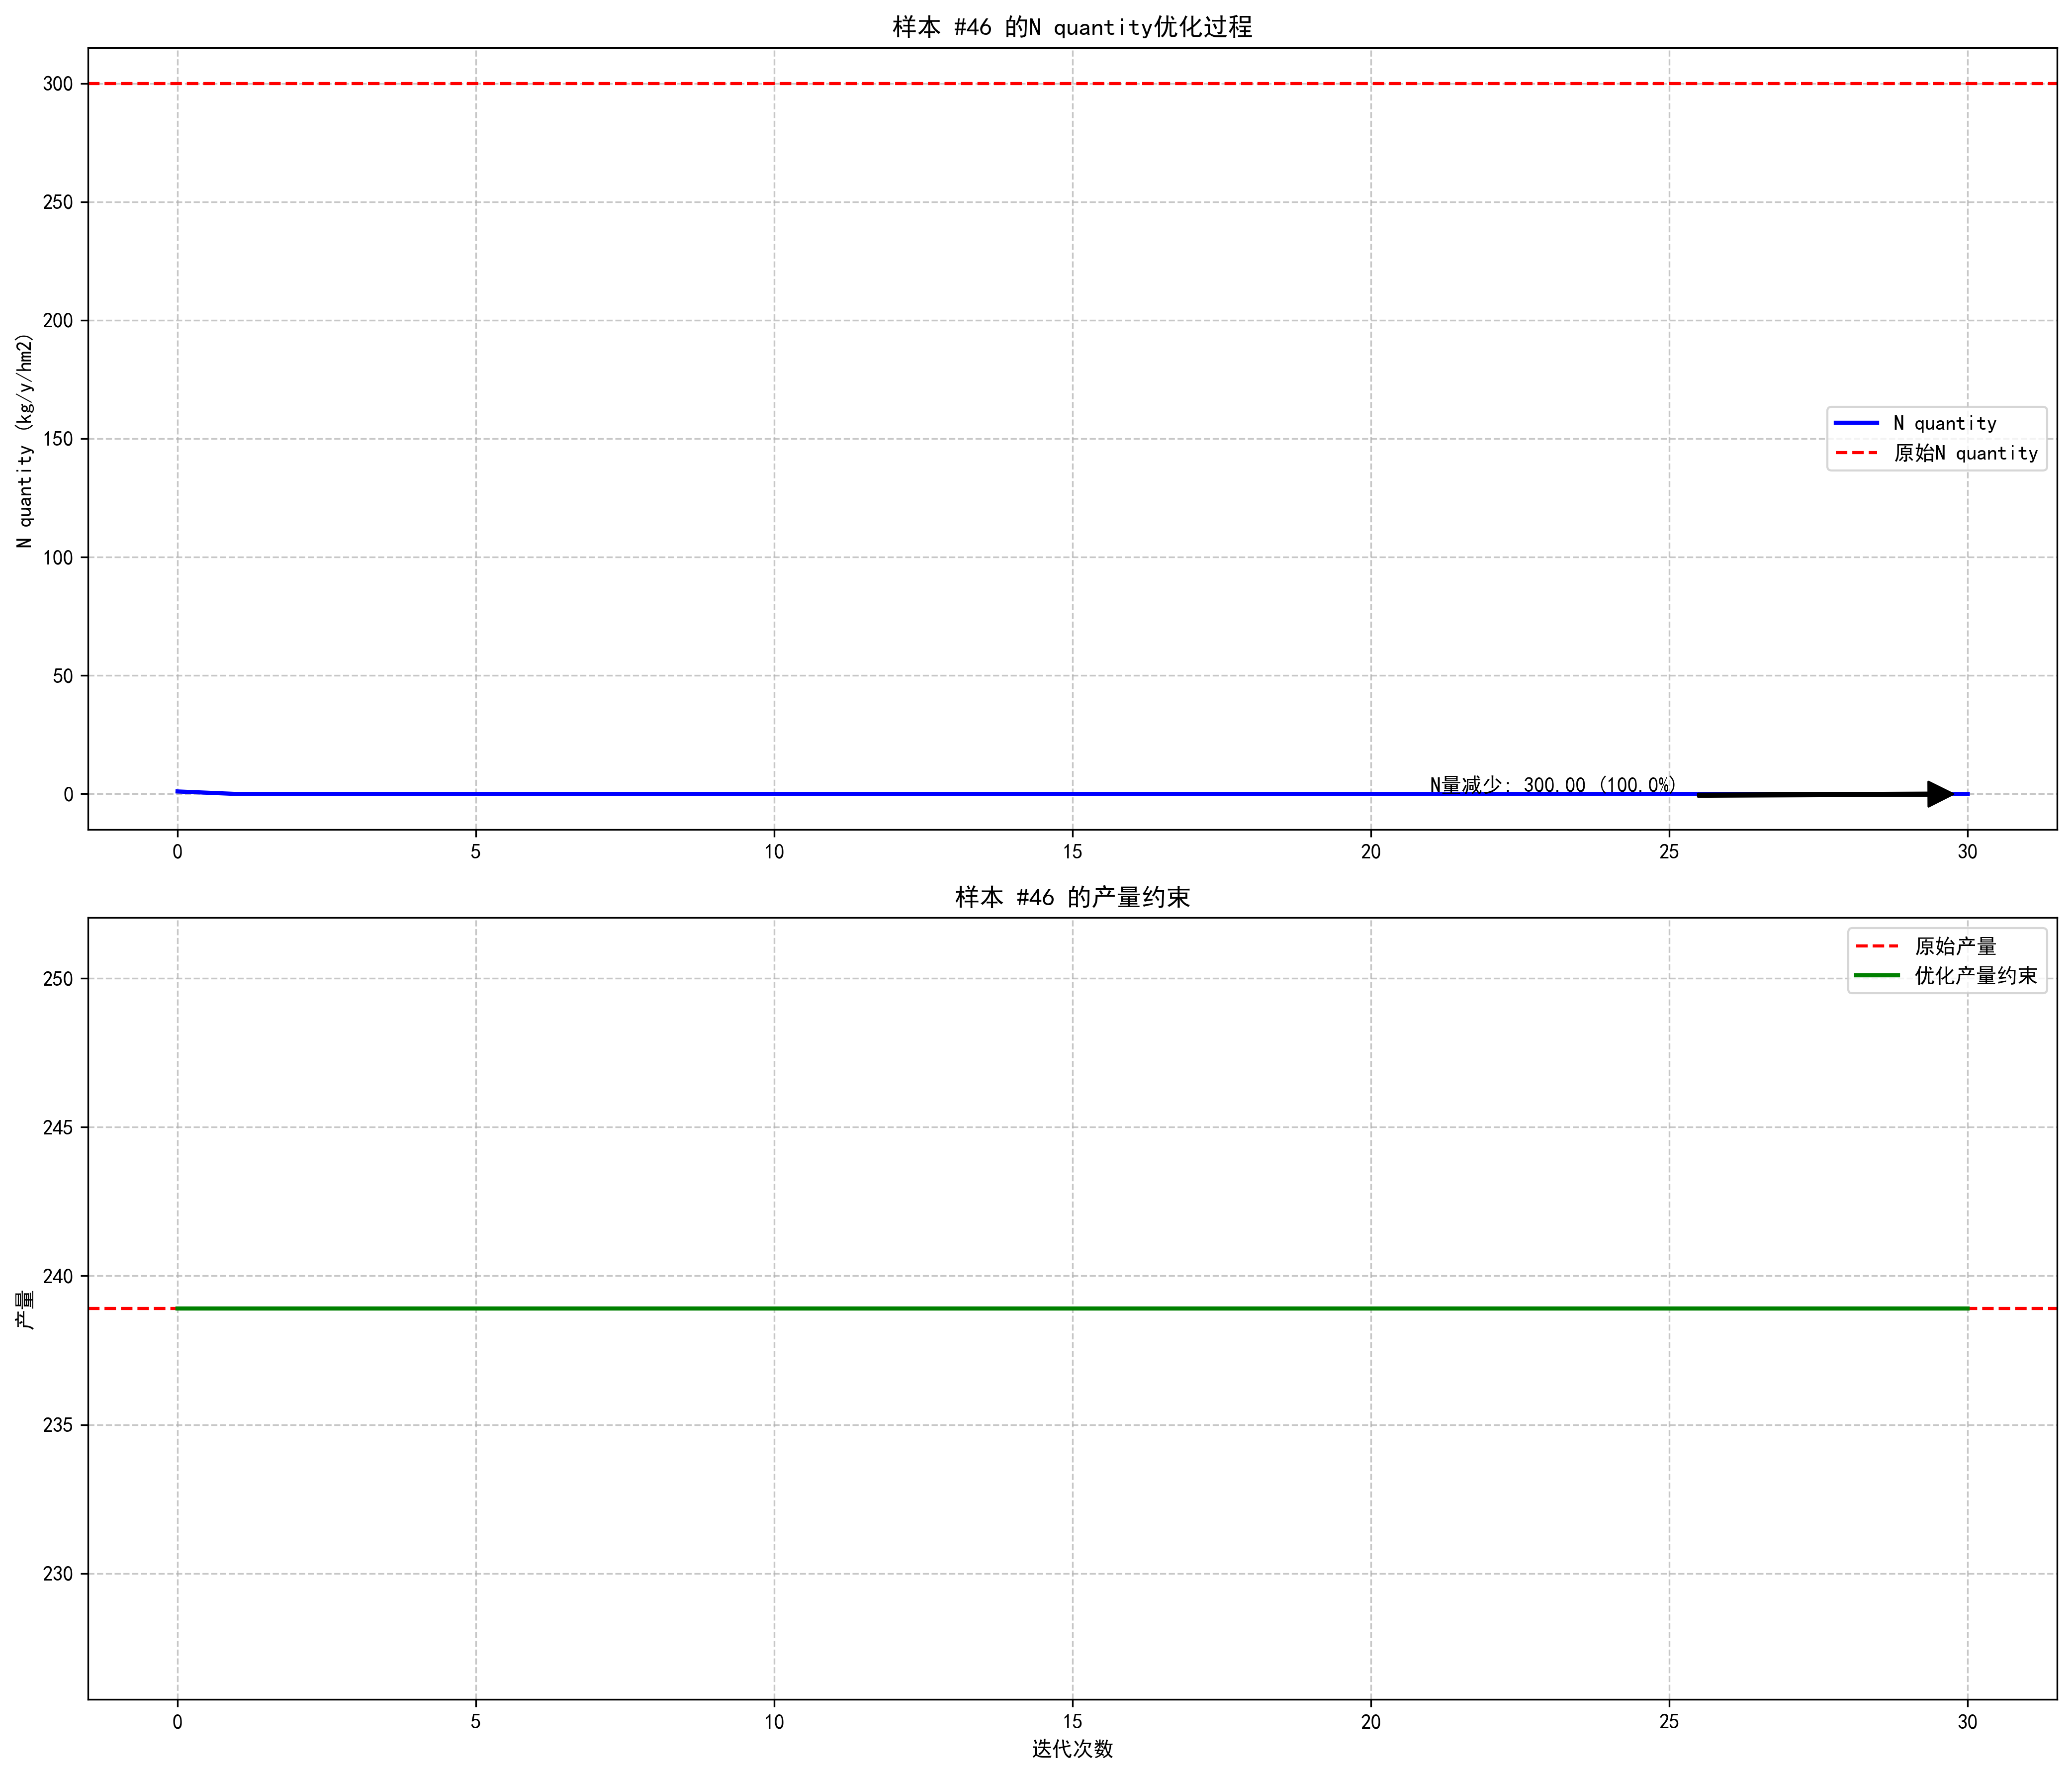 样本 #46 的N quantity优化过程
300
250
200
150
100
50
0
N quantity (kg/y/hm2)
N quantity
原始N quantity
N量减少: 300.00 (100.0%)
0 5 10 15 20 25 30
样本 #46 的产量约束
250
245
240
235
230
产量
原始产量
优化产量约束
0 5 10 15 20 25 30
迭代次数